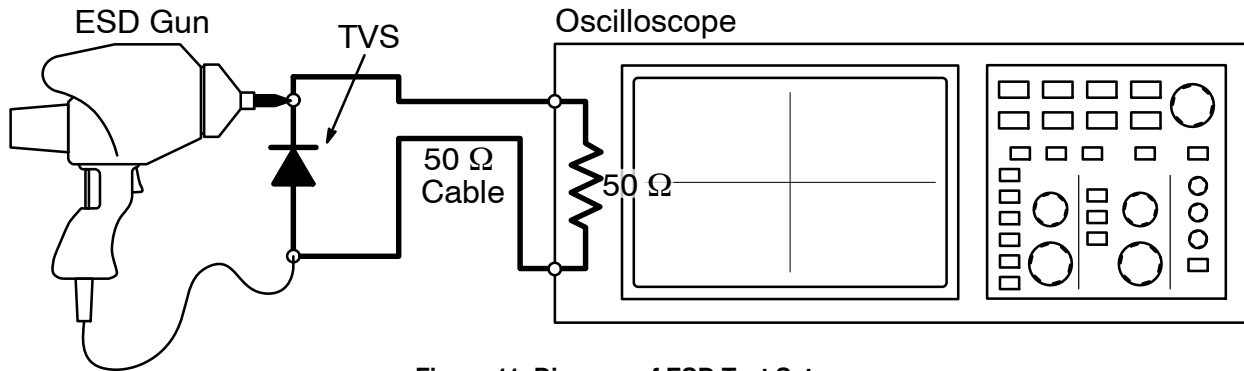 ESD Gun
TVS
Oscilloscope
50 Ω
Cable
50 Ω